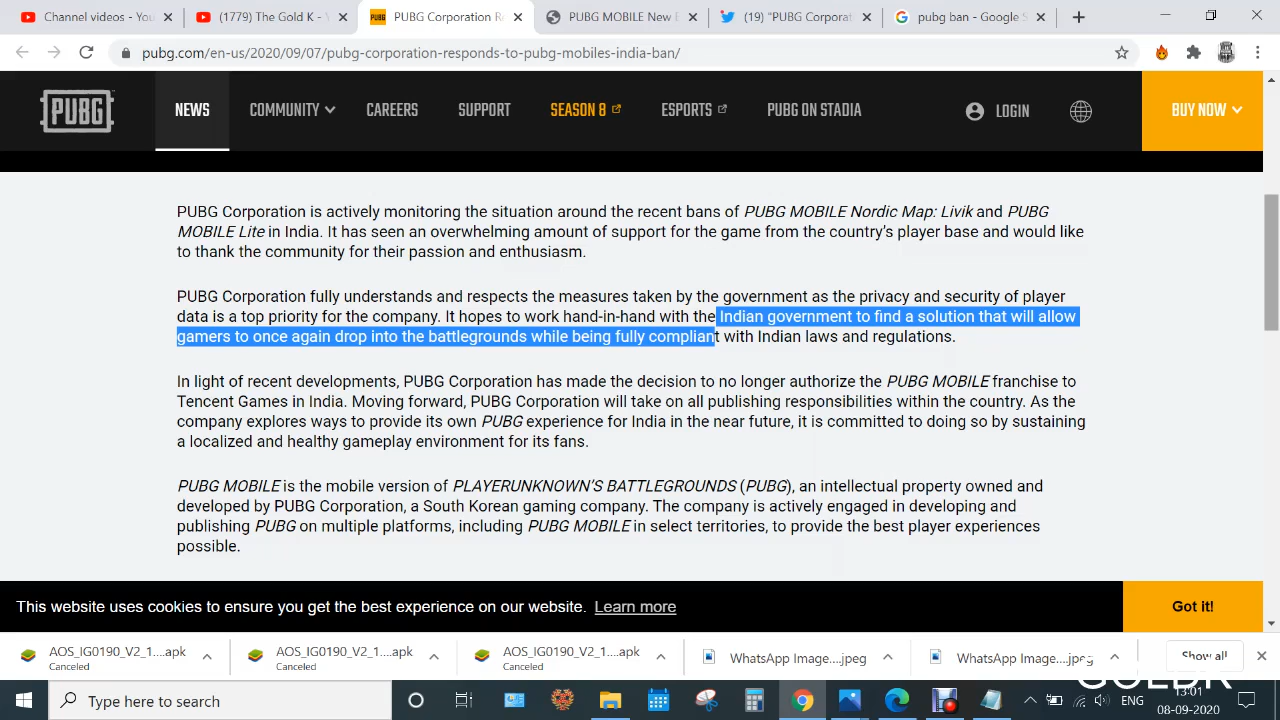 Channel videos - You
(1779) The Gold K - Y
PUBG Corporation Re
PUBG MOBILE New E
(19) "PUBG Corporat
pubg ban - Google S
pubg.com/en-us/2020/09/07/pubg-corporation-responds-to-pubg-mobiles-india-ban/
PUBG
NEWS
COMMUNITY
CAREERS
SUPPORT
SEASON 8
ESPORTS
PUBG ON STADIA
LOGIN
BUY NOW
PUBG Corporation is actively monitoring the situation around the recent bans of PUBG MOBILE Nordic Map: Livik and PUBG
MOBILE Lite in India. It has seen an overwhelming amount of support for the game from the country's player base and would like
to thank the community for their passion and enthusiasm.
PUBG Corporation fully understands and respects the measures taken by the government as the privacy and security of player
data is a top priority for the company. It hopes to work hand-in-hand with the Indian government to find a solution that will allow
gamers to once again drop into the battlegrounds while being fully compliant with Indian laws and regulations.
In light of recent developments, PUBG Corporation has made the decision to no longer authorize the PUBG MOBILE franchise to
Tencent Games in India. Moving forward, PUBG Corporation will take on all publishing responsibilities within the country. As the
company explores ways to provide its own PUBG experience for India in the near future, it is committed to doing so by sustaining
a localized and healthy gameplay environment for its fans.
PUBG MOBILE is the mobile version of PLAYERUNKNOWN'S BATTLEGROUNDS (PUBG), an intellectual property owned and
developed by PUBG Corporation, a South Korean gaming company. The company is actively engaged in developing and
publishing PUBG on multiple platforms, including PUBG MOBILE in select territories, to provide the best player experiences
possible.
This website uses cookies to ensure you get the best experience on our website. Learn more
Got it!
AOS_IG0190_V2_1....apk
Canceled
AOS_IG0190_V2_1....apk
Canceled
AOS_IG0190_V2_1....apk
Canceled
WhatsApp Image....jpeg
WhatsApp Image....jpeg
Show all
Type here to search
ENG
13:01
08-09-2020